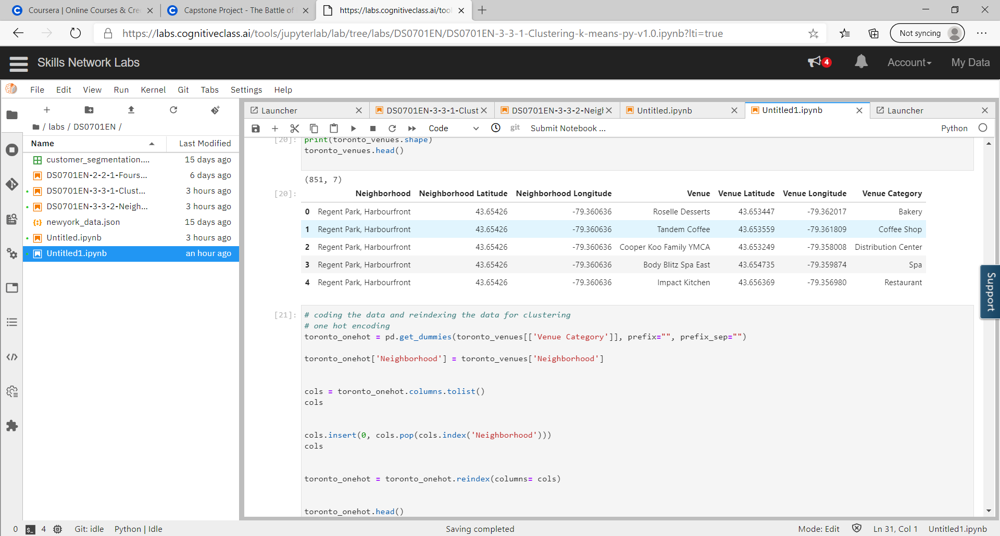 Coursera | Online Courses & Cre
Capstone Project - The Battle of
https://labs.cognitiveclass.ai/too
https://labs.cognitiveclass.ai/tools/jupyterlab/lab/tree/labs/DS0701EN/DS0701EN-3-3-1-Clustering-k-means-py-v1.0.ipynb?lti=true
Not syncing
Skills Network Labs
4
Account
My Data
File Edit View Run Kernel Git Tabs Settings Help
Launcher
DS0701EN-3-3-1-Clust
DS0701EN-3-3-2-Neigh
Untitled.ipynb
Untitled1.ipynb
Launcher
/ labs / DS0701EN /
Code
git
Submit Notebook ...
Python
Name Last Modified
customer_segmentation.... 15 days ago
DS0701EN-2-2-1-Fours... 6 days ago
DS0701EN-3-3-1-Clust... 3 hours ago
DS0701EN-3-3-2-Neigh... 3 hours ago
newyork_data.json 15 days ago
Untitled.ipynb 3 hours ago
Untitled1.ipynb an hour ago
[20]: print(toronto_venues.shape)
toronto_venues.head()
(851, 7)
[20]: Neighborhood Neighborhood Latitude Neighborhood Longitude Venue Venue Latitude Venue Longitude Venue Category
0 Regent Park, Harbourfront 43.65426 -79.360636 Roselle Desserts 43.653447 -79.362017 Bakery
1 Regent Park, Harbourfront 43.65426 -79.360636 Tandem Coffee 43.653559 -79.361809 Coffee Shop
2 Regent Park, Harbourfront 43.65426 -79.360636 Cooper Koo Family YMCA 43.653249 -79.358008 Distribution Center
3 Regent Park, Harbourfront 43.65426 -79.360636 Body Blitz Spa East 43.654735 -79.359874 Spa
4 Regent Park, Harbourfront 43.65426 -79.360636 Impact Kitchen 43.656369 -79.356980 Restaurant
Support
[21]: # coding the data and reindexing the data for clustering
# one hot encoding
toronto_onehot = pd.get_dummies(toronto_venues[['Venue Category']], prefix="", prefix_sep="")
toronto_onehot['Neighborhood'] = toronto_venues['Neighborhood']
cols = toronto_onehot.columns.tolist()
cols
cols.insert(0, cols.pop(cols.index('Neighborhood')))
cols
toronto_onehot = toronto_onehot.reindex(columns= cols)
toronto_onehot.head()
0 $_ 4 Git: idle Python | Idle Saving completed Mode: Edit Ln 31, Col 1 Untitled1.ipynb